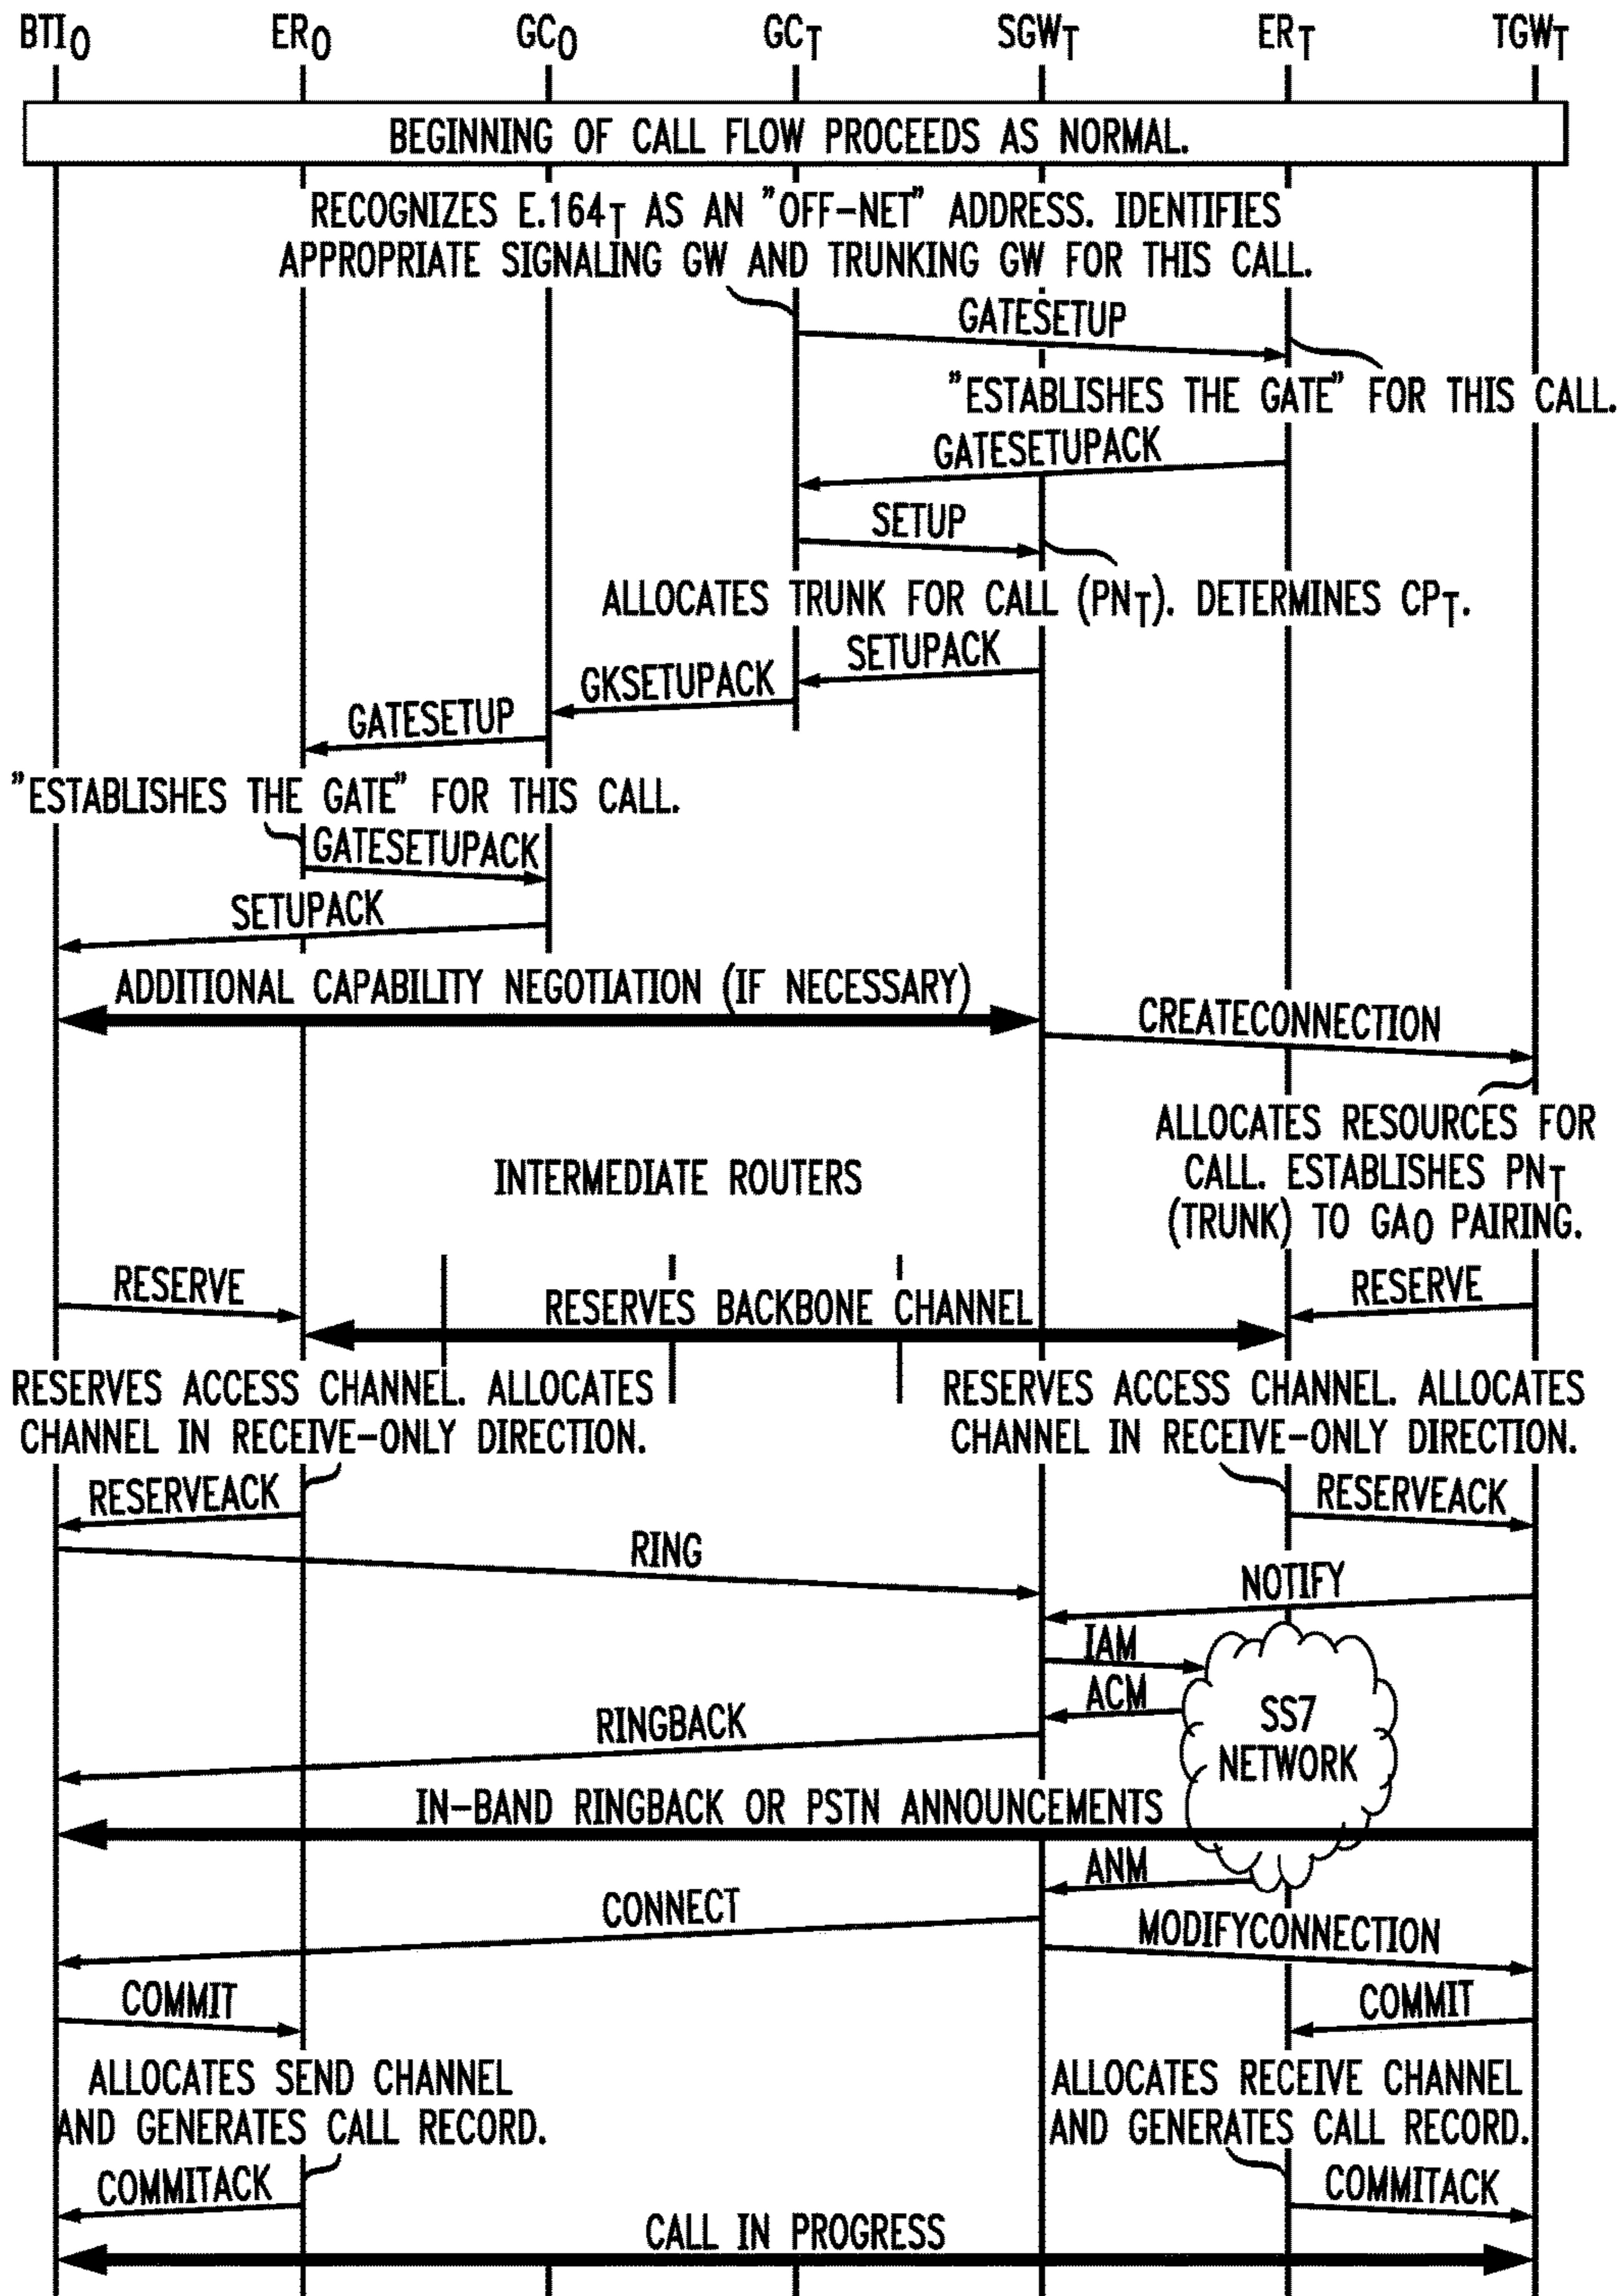 BTIO ERO GCO GCT SGWT ERT TGWT
BEGINNING OF CALL FLOW PROCEEDS AS NORMAL.
RECOGNIZES E.164T AS AN "OFF-NET" ADDRESS. IDENTIFIES
APPROPRIATE SIGNALING GW AND TRUNKING GW FOR THIS CALL.
GATESETUP
"ESTABLISHES THE GATE" FOR THIS CALL.
GATESETUPACK
SETUP
ALLOCATES TRUNK FOR CALL (PNT). DETERMINES CPT.
SETUPACK
GKSETUPACK
GATESETUP
"ESTABLISHES THE GATE" FOR THIS CALL.
GATESETUPACK
SETUPACK
ADDITIONAL CAPABILITY NEGOTIATION (IF NECESSARY)
CREATECONNECTION
ALLOCATES RESOURCES FOR
CALL. ESTABLISHES PNT
(TRUNK) TO GAO PAIRING.
INTERMEDIATE ROUTERS
RESERVE
RESERVES BACKBONE CHANNEL
RESERVE
RESERVES ACCESS CHANNEL. ALLOCATES
CHANNEL IN RECEIVE-ONLY DIRECTION.
RESERVES ACCESS CHANNEL. ALLOCATES
CHANNEL IN RECEIVE-ONLY DIRECTION.
RESERVEACK
RESERVEACK
RING
NOTIFY
IAM
ACM
SS7
NETWORK
RINGBACK
IN-BAND RINGBACK OR PSTN ANNOUNCEMENTS
ANM
CONNECT
MODIFYCONNECTION
COMMIT
COMMIT
ALLOCATES SEND CHANNEL
AND GENERATES CALL RECORD.
ALLOCATES RECEIVE CHANNEL
AND GENERATES CALL RECORD.
COMMITACK
COMMITACK
CALL IN PROGRESS